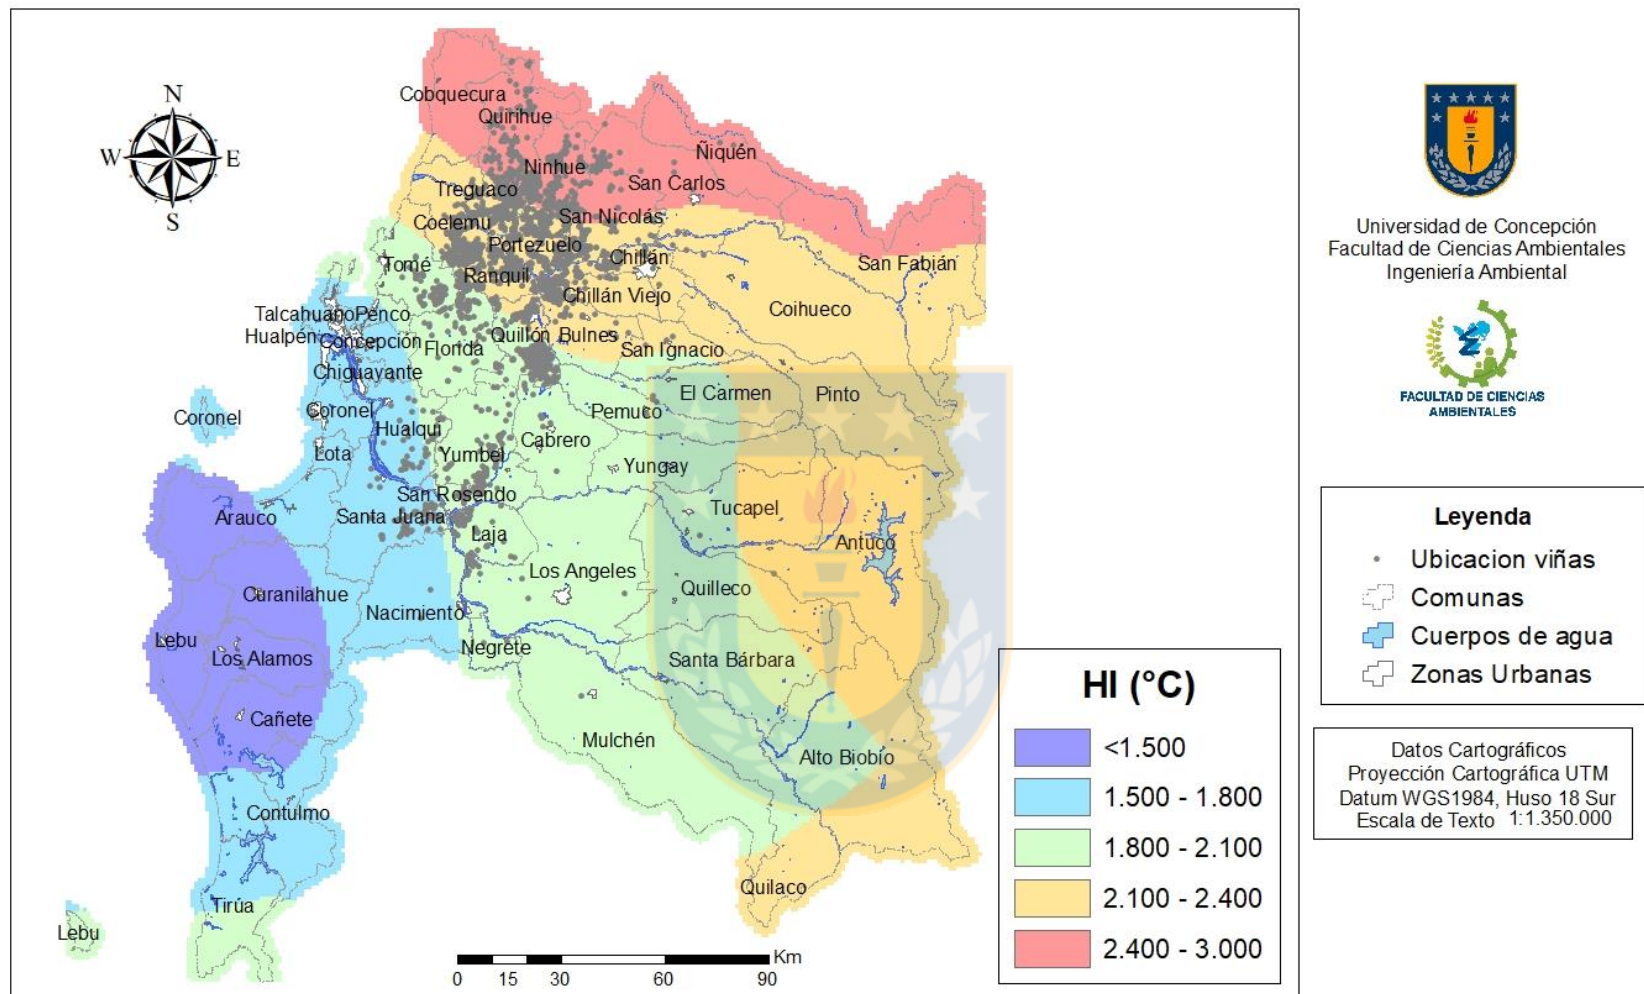 N
W
E
S
Cobquecura
Quirihue
Ninhue
Ñiquén
San Carlos
Treguaco
San Nicolás
Coelemu
Portezuelo
Chillán
San Fabián
Tomé
Ranquil
Chillán Viejo
Coihueco
Talcahuano
Penco
Hualpén
Concepción
Florida
Quillón
Bulnes
San Ignacio
Chiguayante
El Carmen
Pinto
Coronel
Coronel
Pemuco
Hualqui
Cabrero
Lota
Yumbel
Yungay
San Rosendo
Arauco
Santa Juana
Tucapel
Laja
Antuco
Los Angeles
Curanilahue
Nacimiento
Quilleco
Lebu
Los Alamos
Negrete
Santa Bárbara
Cañete
Mulchén
Alto Biobío
Contulmo
Quilaco
Tirúa
Lebu
Km
0 15 30 60 90
HI (°C)
<1.500
1.500 - 1.800
1.800 - 2.100
2.100 - 2.400
2.400 - 3.000
Universidad de Concepción
Facultad de Ciencias Ambientales
Ingeniería Ambiental
FACULTAD DE CIENCIAS
AMBIENTALES
Leyenda
Ubicacion viñas
Comunas
Cuerpos de agua
Zonas Urbanas
Datos Cartográficos
Proyección Cartográfica UTM
Datum WGS1984, Huso 18 Sur
Escala de Texto 1:1.350.000